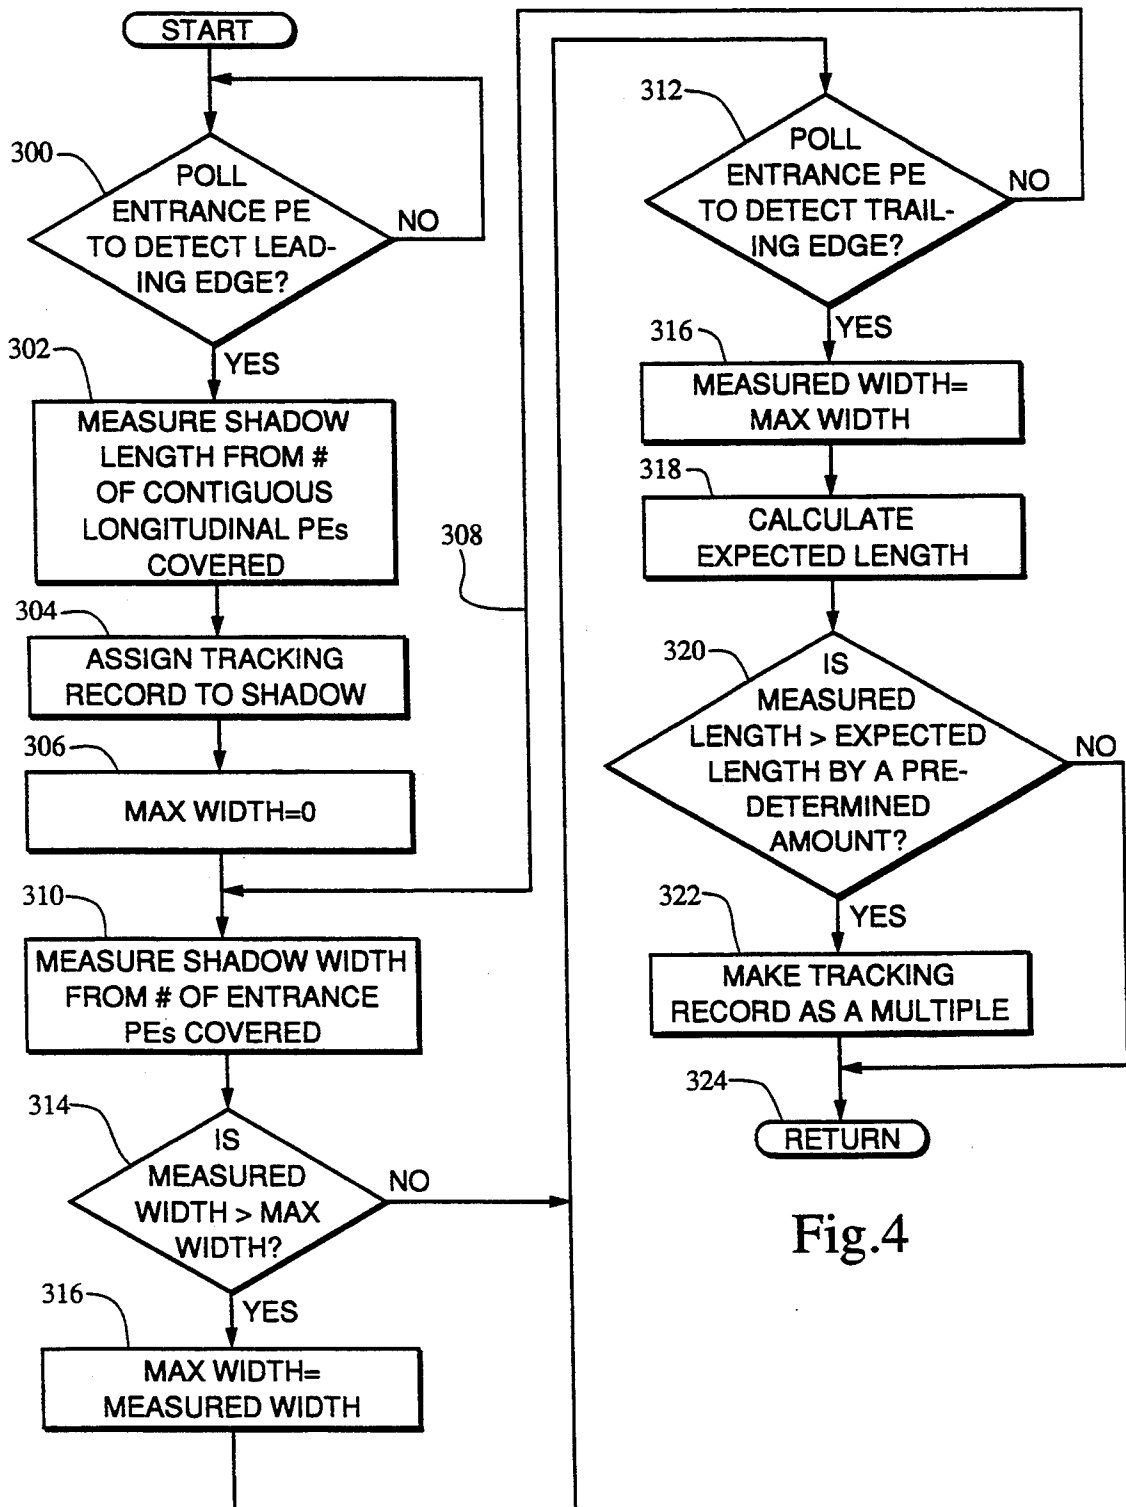 START
300
POLL
ENTRANCE PE
TO DETECT LEAD-
ING EDGE?
NO
YES
302
MEASURE SHADOW
LENGTH FROM #
OF CONTIGUOUS
LONGITUDINAL PEs
COVERED
304
ASSIGN TRACKING
RECORD TO SHADOW
306
MAX WIDTH=0
308
310
MEASURE SHADOW WIDTH
FROM # OF ENTRANCE
PEs COVERED
314
IS
MEASURED
WIDTH > MAX
WIDTH?
NO
YES
316
MAX WIDTH=
MEASURED WIDTH
312
POLL
ENTRANCE PE
TO DETECT TRAIL-
ING EDGE?
NO
YES
316
MEASURED WIDTH=
MAX WIDTH
318
CALCULATE
EXPECTED LENGTH
320
IS
MEASURED
LENGTH > EXPECTED
LENGTH BY A PRE-
DETERMINED
AMOUNT?
NO
YES
322
MAKE TRACKING
RECORD AS A MULTIPLE
324
RETURN
Fig.4